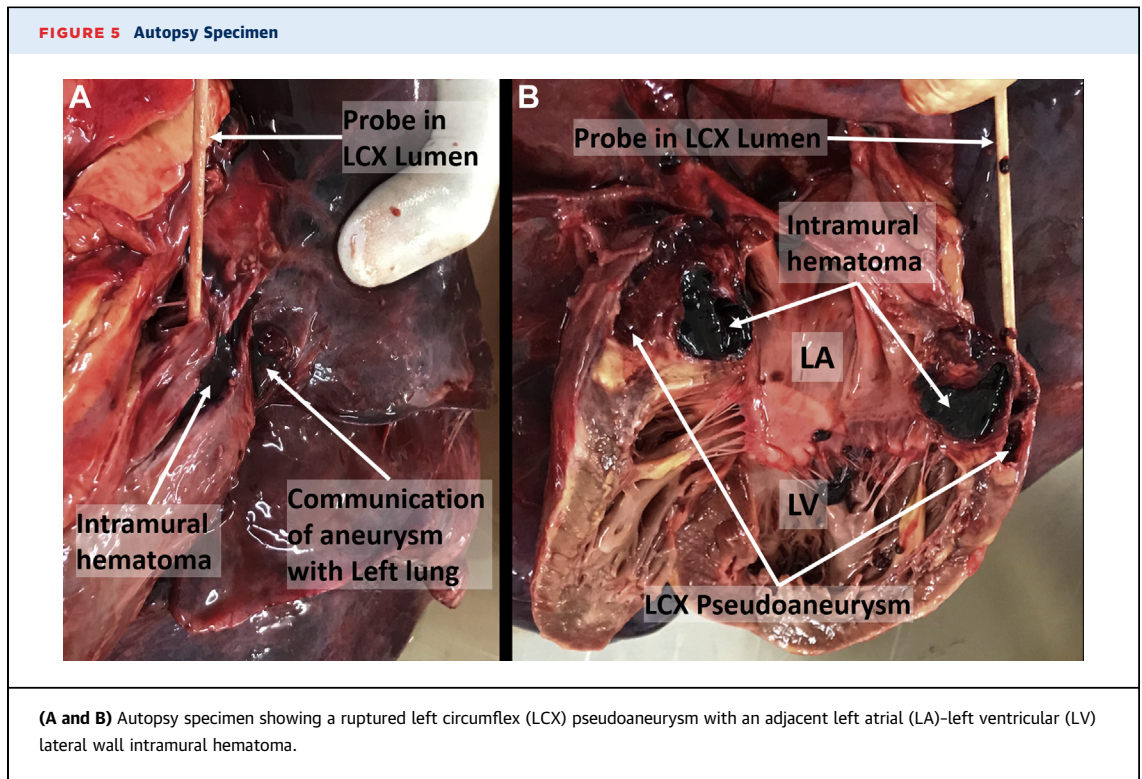 FIGURE 5 Autopsy Specimen
A
Probe in
LCX Lumen
Intramural
hematoma
Communication
of aneurysm
with Left lung
B
Probe in LCX Lumen
Intramural
hematoma
LA
LV
LCX Pseudoaneurysm
(A and B) Autopsy specimen showing a ruptured left circumflex (LCX) pseudoaneurysm with an adjacent left atrial (LA)–left ventricular (LV)
lateral wall intramural hematoma.